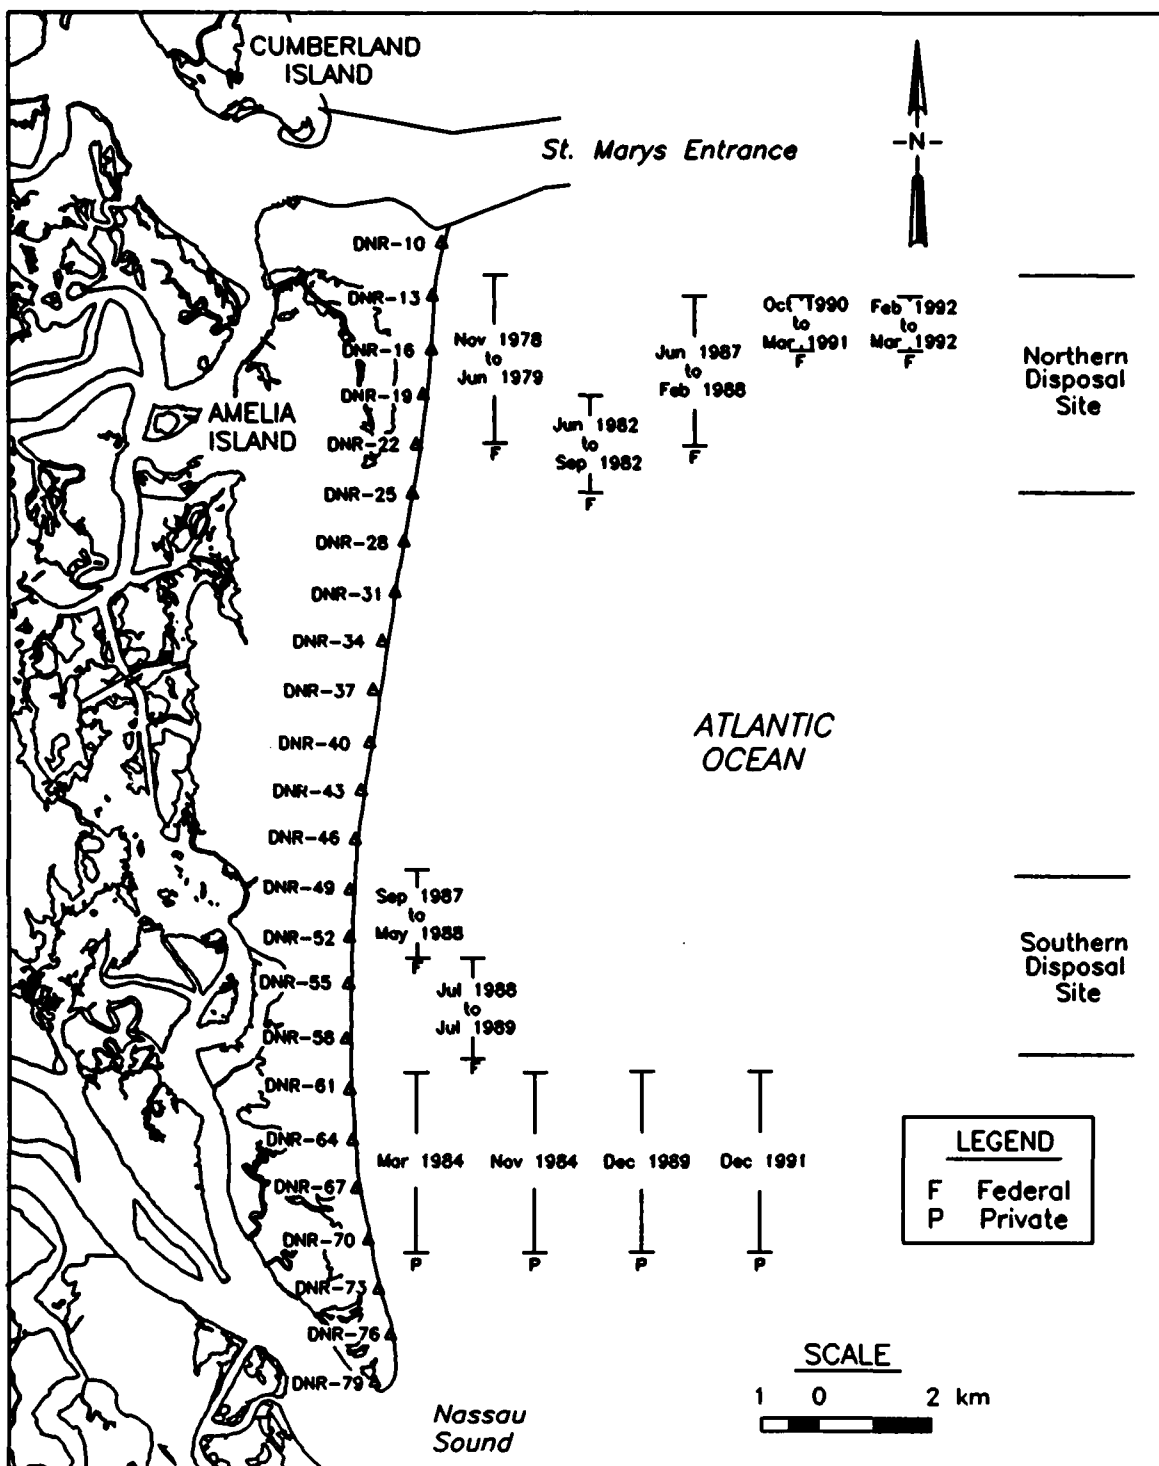 CUMBERLAND
ISLAND
St. Marys Entrance
-N-
DNR-10
DNR-13
DNR-16
DNR-19
AMELIA
ISLAND
DNR-22
DNR-25
DNR-28
DNR-31
DNR-34
DNR-37
DNR-40
DNR-43
DNR-46
DNR-49
DNR-52
DNR-55
DNR-58
DNR-61
DNR-64
DNR-67
DNR-70
DNR-73
DNR-76
DNR-79
Nov 1978
to
Jun 1979
F
Jun 1982
to
Sep 1982
F
Jun 1987
to
Feb 1988
F
Oct 1990
to
Mar 1991
F
Feb 1992
to
Mar 1992
F
Northern
Disposal
Site
ATLANTIC
OCEAN
Sep 1987
to
May 1988
F
Jul 1988
to
Jul 1989
F
Southern
Disposal
Site
Mar 1984
P
Nov 1984
P
Dec 1989
P
Dec 1991
P
LEGEND
F Federal
P Private
SCALE
1 0 2 km
Nassau
Sound